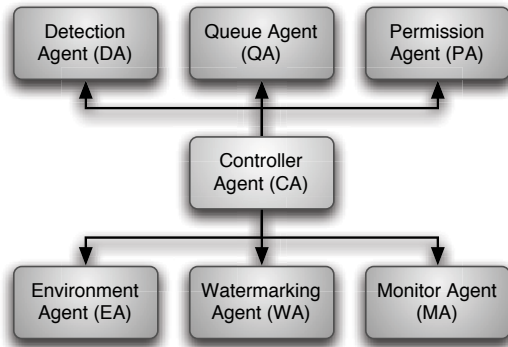 Detection
Agent (DA)
Queue Agent
(QA)
Permission
Agent (PA)
Controller
Agent (CA)
Environment
Agent (EA)
Watermarking
Agent (WA)
Monitor Agent
(MA)